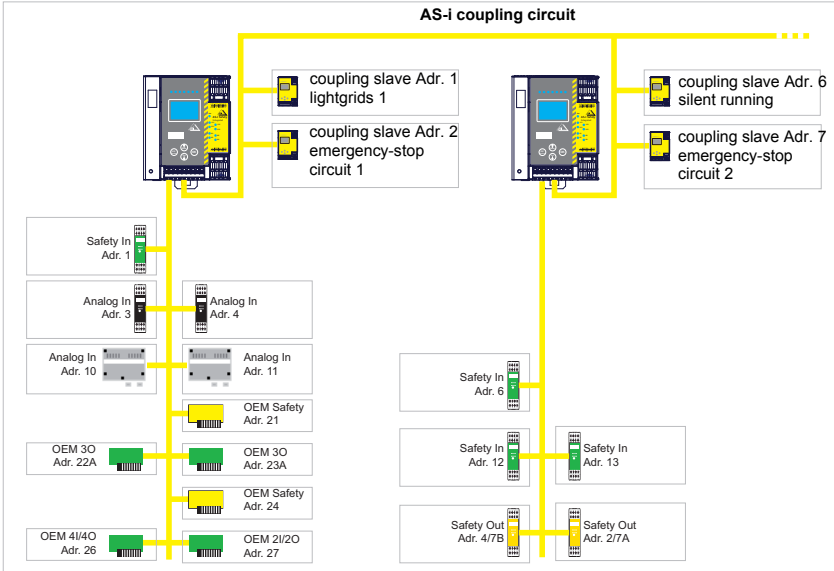 AS-i coupling circuit
coupling slave Adr. 1
lightgrids 1
coupling slave Adr. 2
emergency-stop
circuit 1
coupling slave Adr. 6
silent running
coupling slave Adr. 7
emergency-stop
circuit 2
Safety In
Adr. 1
Analog In
Adr. 3
Analog In
Adr. 4
Analog In
Adr. 10
Analog In
Adr. 11
OEM Safety
Adr. 21
OEM 3O
Adr. 22A
OEM 3O
Adr. 23A
OEM Safety
Adr. 24
OEM 4I/4O
Adr. 26
OEM 2I/2O
Adr. 27
Safety In
Adr. 6
Safety In
Adr. 12
Safety In
Adr. 13
Safety Out
Adr. 4/7B
Safety Out
Adr. 2/7A